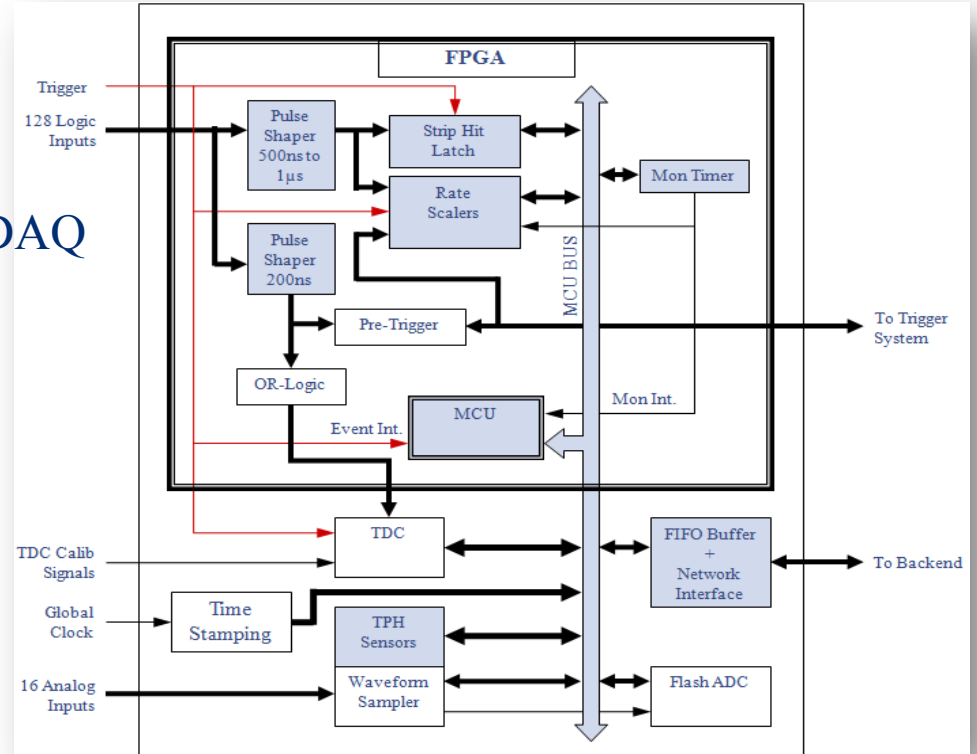 FPGA
Trigger
128 Logic
Inputs
Pulse
Shaper
500ns to
1µs
Strip Hit
Latch
Mon Timer
Rate
Scalers
DAQ
Pulse
Shaper
200ns
MCU BUS
Pre-Trigger
To Trigger
System
OR-Logic
Mon Int.
MCU
Event Int.
TDC
FIFO Buffer
+
Network
Interface
TDC Calib
Signals
To Backend
Global
Clock
Time
Stamping
TPH
Sensors
16 Analog
Inputs
Waveform
Sampler
Flash ADC